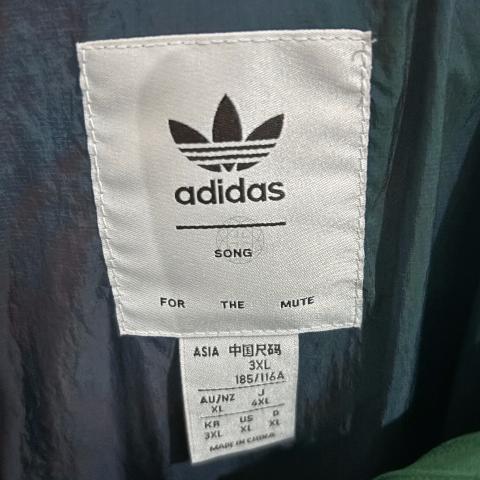 adidas
SONG
FOR THE MUTE
ASIA 中国尺码
3XL
185/116A
AU/NZ J
XL 4XL
KR US D
3XL XL XL
MADE IN CHINA